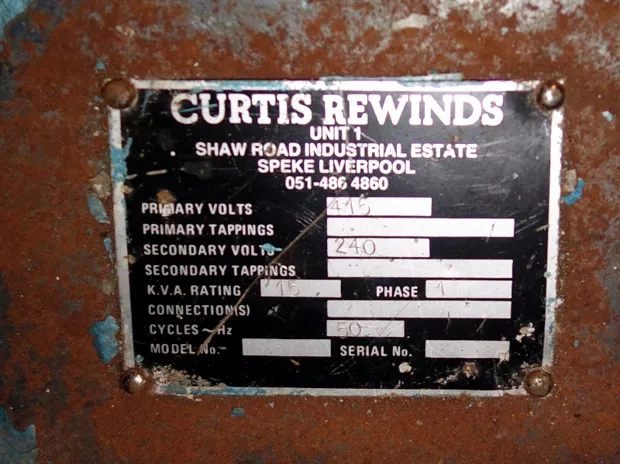 CURTIS REWINDS
UNIT 1
SHAW ROAD INDUSTRIAL ESTATE
SPEKE LIVERPOOL
051-486 4860
PRIMARY VOLTS 415
PRIMARY TAPPINGS
SECONDARY VOLTS 240
SECONDARY TAPPINGS
K.V.A. RATING 15 PHASE 1
CONNECTION(S)
CYCLES ~ Hz 50
MODEL No. SERIAL No.